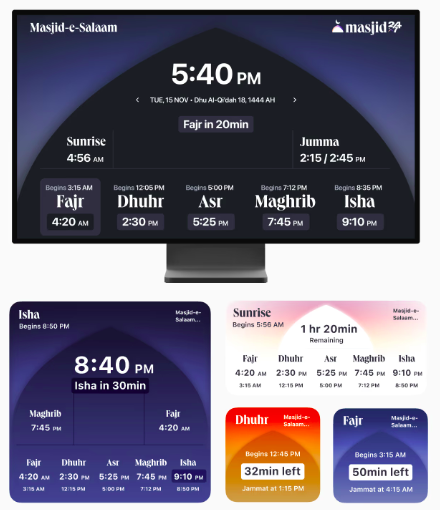 Masjid-e-Salaam
masjid24
5:40 PM
‹ TUE, 15 NOV • Dhu Al-Qi'dah 18, 1444 AH ›
Fajr in 20min
Sunrise
4:56 AM
Jumma
2:15 / 2:45 PM
Begins 3:15 AM
Fajr
4:20 AM
Begins 12:05 PM
Dhuhr
2:30 PM
Begins 5:00 PM
Asr
5:25 PM
Begins 7:12 PM
Maghrib
7:45 PM
Begins 8:35 PM
Isha
9:10 PM
Isha
Begins 8:50 PM
Masjid-e-
Salaam...
8:40 PM
Isha in 30min
Maghrib
7:45 PM
Fajr
4:20 AM
Fajr Dhuhr Asr Maghrib Isha
4:20 AM 2:30 PM 5:25 PM 7:45 PM 9:10 PM
3:15 AM 12:15 PM 5:00 PM 7:12 PM 8:50 PM
Sunrise
Begins 5:56 AM
Masjid-e-
Salaam...
1 hr 20min
Remaining
Fajr Dhuhr Asr Maghrib Isha
4:20 AM 2:30 PM 5:25 PM 7:45 PM 9:10 PM
3:15 AM 12:15 PM 5:00 PM 7:12 PM 8:50 PM
Dhuhr
Masjid-e-
Salaam...
Begins 12:45 PM
32min left
Jammat at 1:15 PM
Fajr
Masjid-e-
Salaam...
Begins 3:15 AM
50min left
Jammat at 4:15 AM